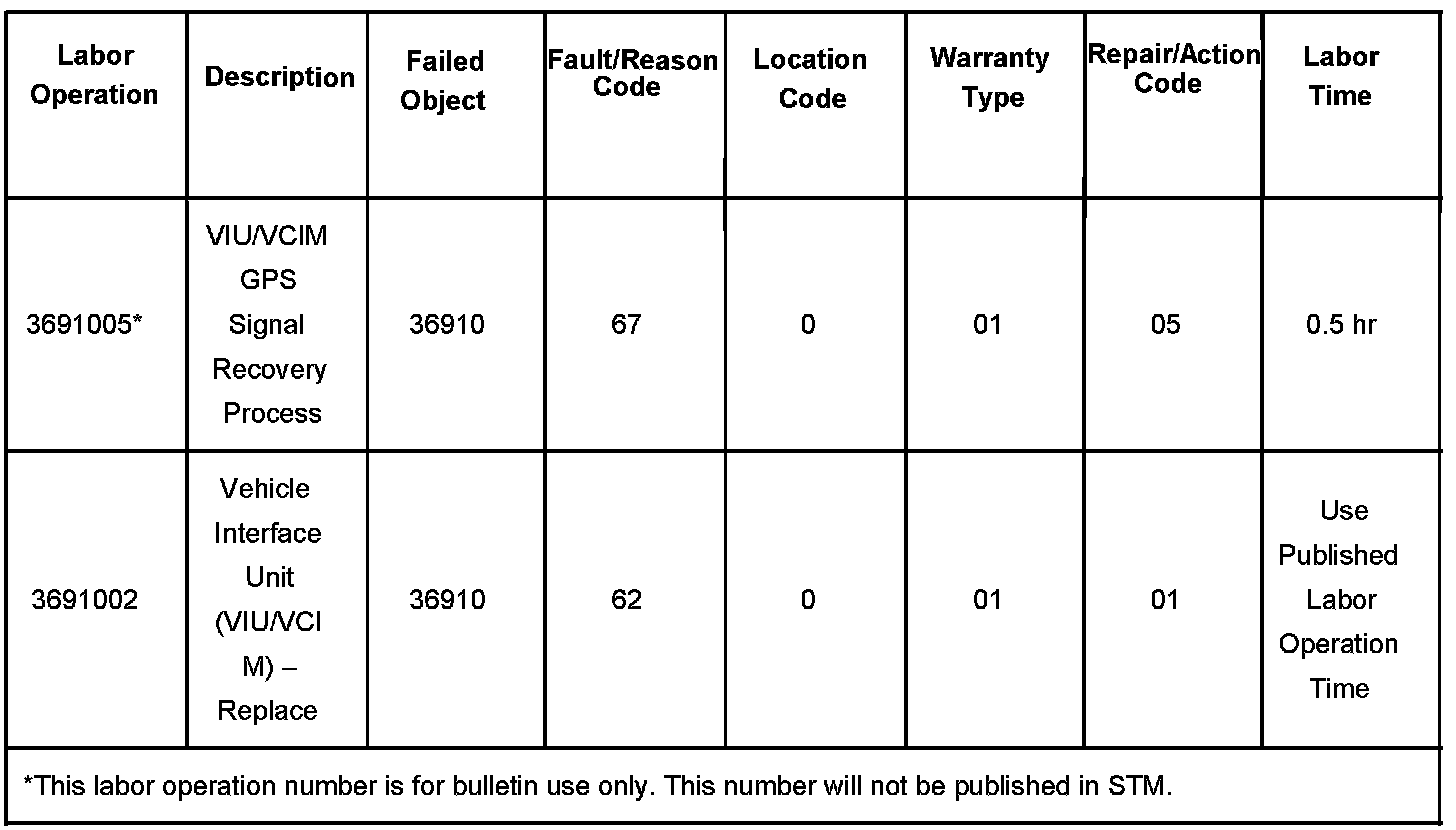 Labor
Operation
Description
Failed
Object
Fault/Reason
Code
Location
Code
Warranty
Type
Repair/Action
Code
Labor
Time
3691005*
VIU/VCIM
GPS
Signal
Recovery
Process
36910
67
0
01
05
0.5 hr
3691002
Vehicle
Interface
Unit
(VIU/VCI
M) –
Replace
36910
62
0
01
01
Use
Published
Labor
Operation
Time
*This labor operation number is for bulletin use only. This number will not be published in STM.